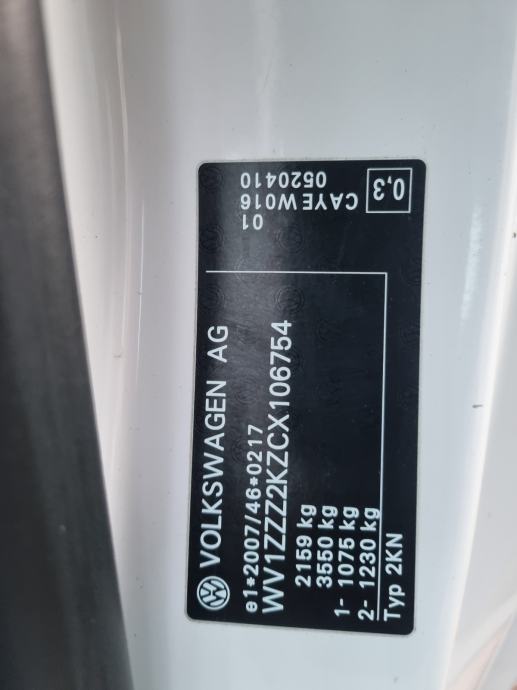 VOLKSWAGEN AG
e1*2007/46*0217
WV1ZZZ2KZCX106754
2159 kg
3550 kg
1- 1075 kg
2- 1230 kg
Typ 2KN
01
CAYE W016
0520410
0,3